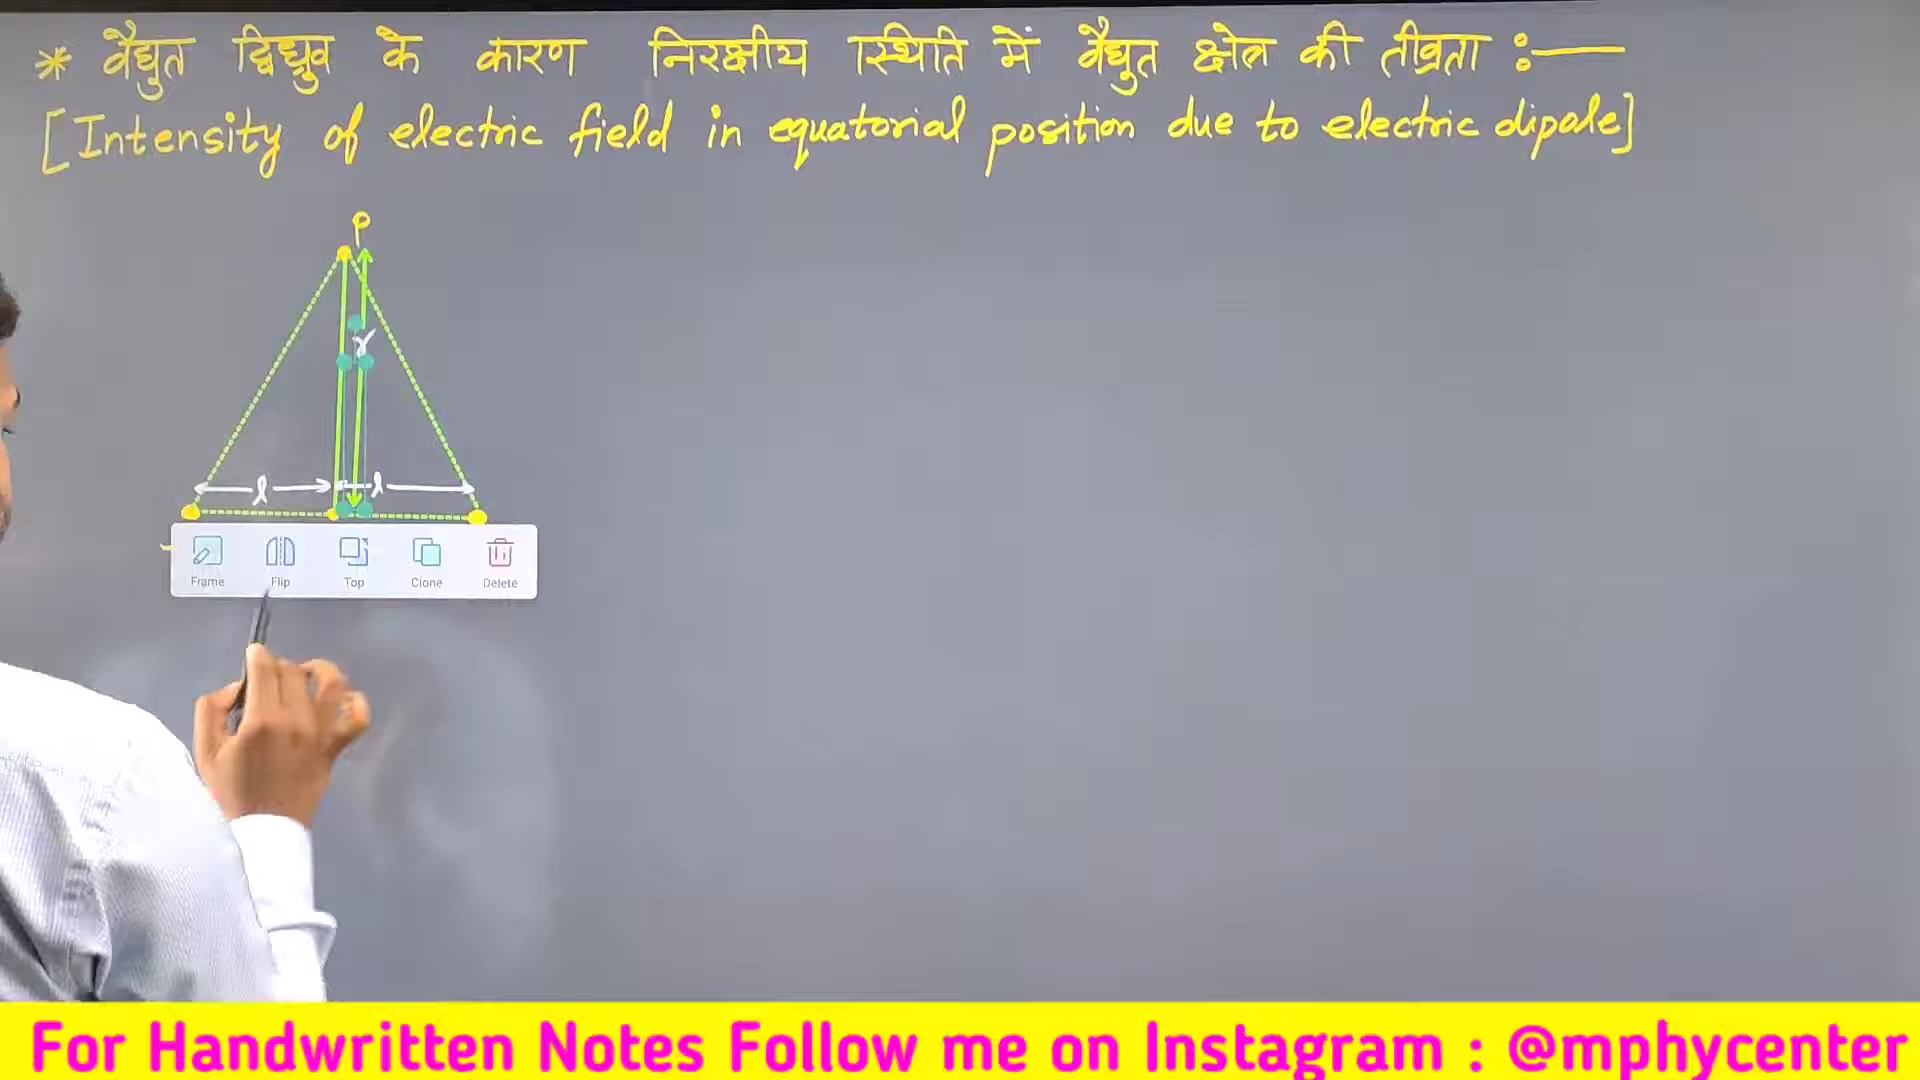 * वैद्युत द्विध्रुव के कारण निरक्षीय स्थिति में वैद्युत क्षेत्र की तीव्रता :—
[Intensity of electric field in equatorial position due to electric dipole]
P
r
l l
Frame Flip Top Clone Delete
For Handwritten Notes Follow me on Instagram : @mphycenter